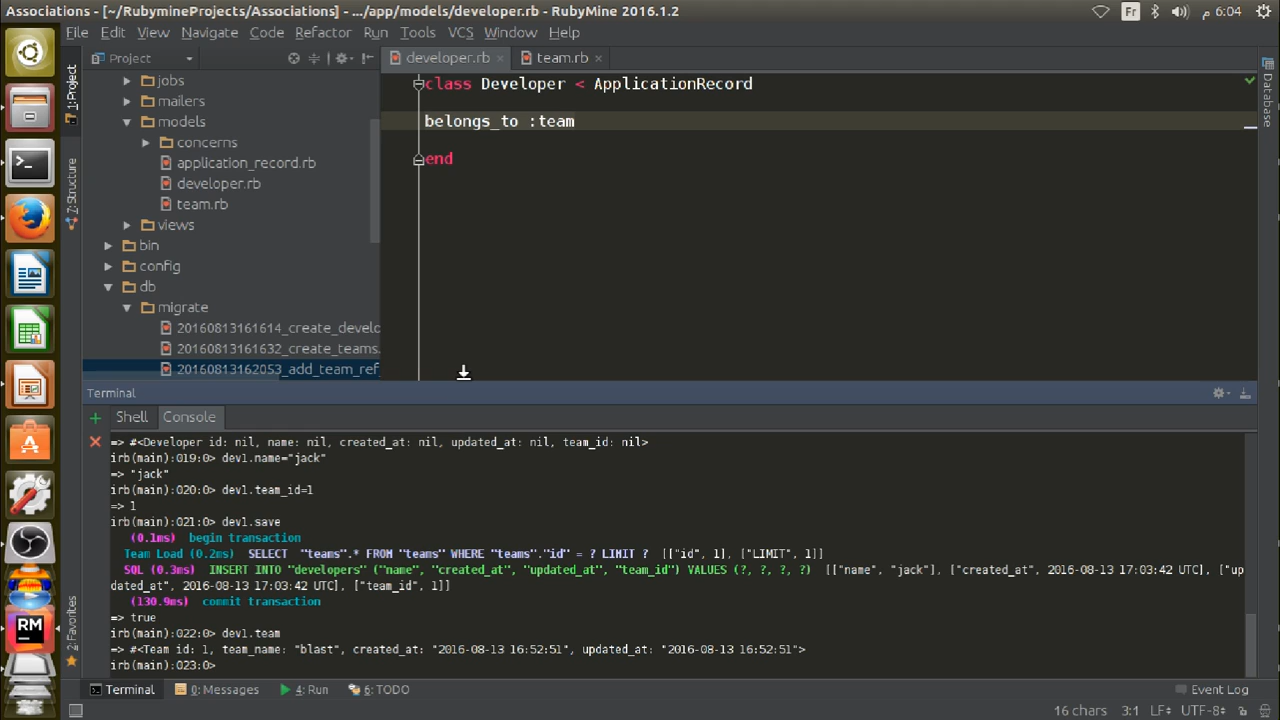 Associations - [~/RubymineProjects/Associations] - .../app/models/developer.rb - RubyMine 2016.1.2
Fr
6:04 م
File Edit View Navigate Code Refactor Run Tools VCS Window Help
Project
developer.rb
team.rb
1: Project
Z: Structure
2: Favorites
Database
jobs
mailers
models
concerns
application_record.rb
developer.rb
team.rb
views
bin
config
db
migrate
20160813161614_create_develo
20160813161632_create_teams.
20160813162053_add_team_ref
class Developer < ApplicationRecord
belongs_to :team
end
Terminal
Shell Console
=> #<Developer id: nil, name: nil, created_at: nil, updated_at: nil, team_id: nil>
irb(main):019:0> dev1.name="jack"
=> "jack"
irb(main):020:0> dev1.team_id=1
=> 1
irb(main):021:0> dev1.save
(0.1ms) begin transaction
Team Load (0.2ms) SELECT "teams".* FROM "teams" WHERE "teams"."id" = ? LIMIT ? [["id", 1], ["LIMIT", 1]]
SQL (0.3ms) INSERT INTO "developers" ("name", "created_at", "updated_at", "team_id") VALUES (?, ?, ?, ?) [["name", "jack"], ["created_at", 2016-08-13 17:03:42 UTC], ["up
dated_at", 2016-08-13 17:03:42 UTC], ["team_id", 1]]
(130.9ms) commit transaction
=> true
irb(main):022:0> dev1.team
=> #<Team id: 1, team_name: "blast", created_at: "2016-08-13 16:52:51", updated_at: "2016-08-13 16:52:51">
irb(main):023:0>
RM
Terminal 0: Messages 4: Run 6: TODO Event Log
16 chars 3:1 LF UTF-8